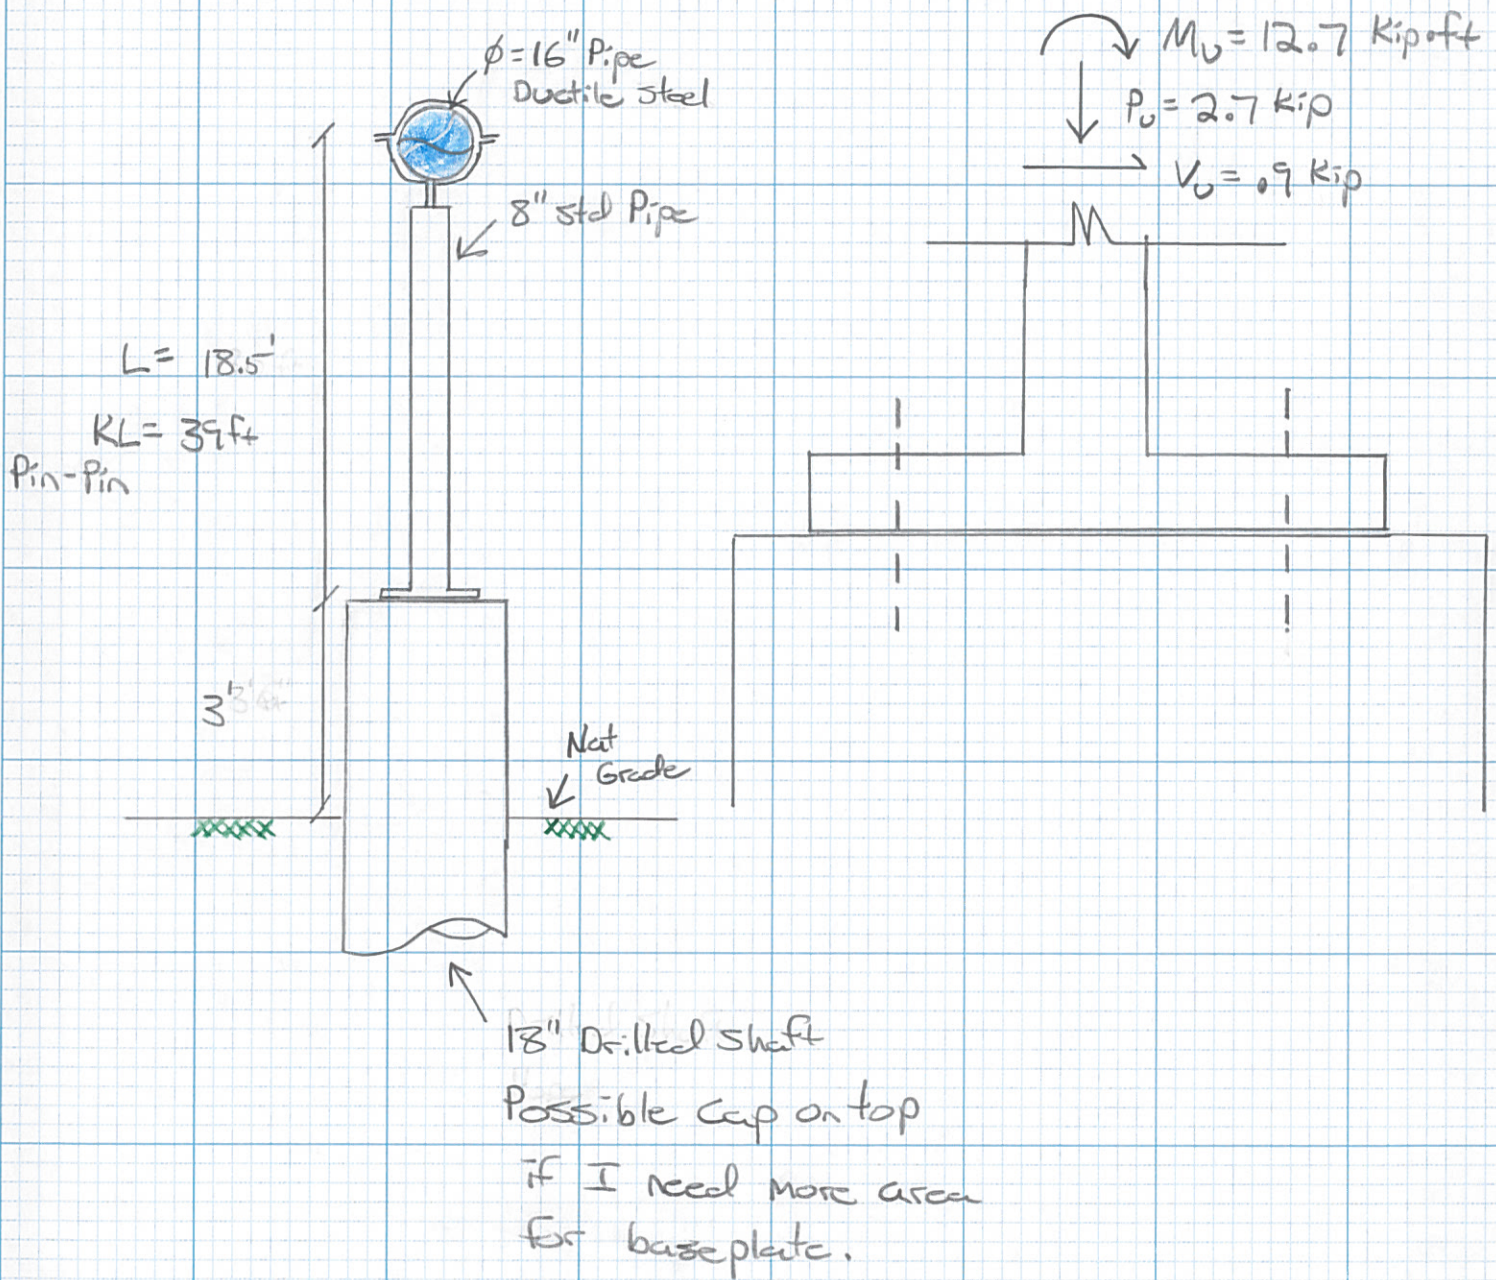 ϕ=16" Pipe
Ductile steel
8" std Pipe
L= 18.5'
KL= 39ft
Pin-Pin
3'
Nat
Grade
18" Drilled Shaft
Possible Cap on top
if I need more area
for baseplate.
Mu=12.7 Kip·ft
Pu=2.7 Kip
Vu=.9 Kip